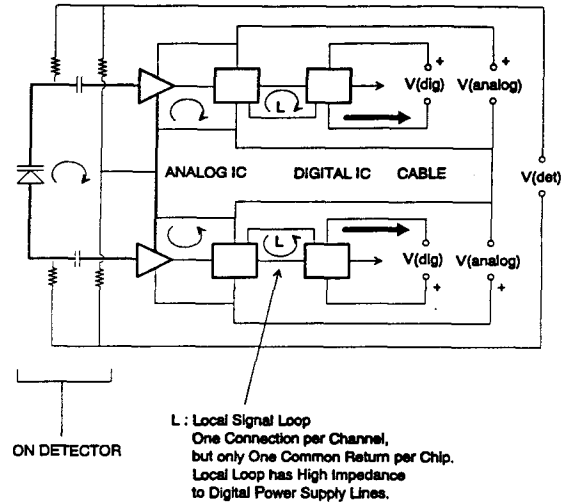 + +
V(dig) V(analog)
L
ANALOG IC DIGITAL IC CABLE
V(det)
L
V(dig) V(analog)
+ +
ON DETECTOR
L : Local Signal Loop
One Connection per Channel,
but only One Common Return per Chip.
Local Loop has High Impedance
to Digital Power Supply Lines.